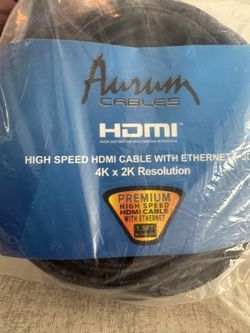 Aurum
CABLES
HDMI™
HIGH DEFINITION MULTIMEDIA INTERFACE
HIGH SPEED HDMI CABLE WITH ETHERNET
4K x 2K Resolution
PREMIUM
HIGH SPEED
HDMI CABLE
WITH ETHERNET